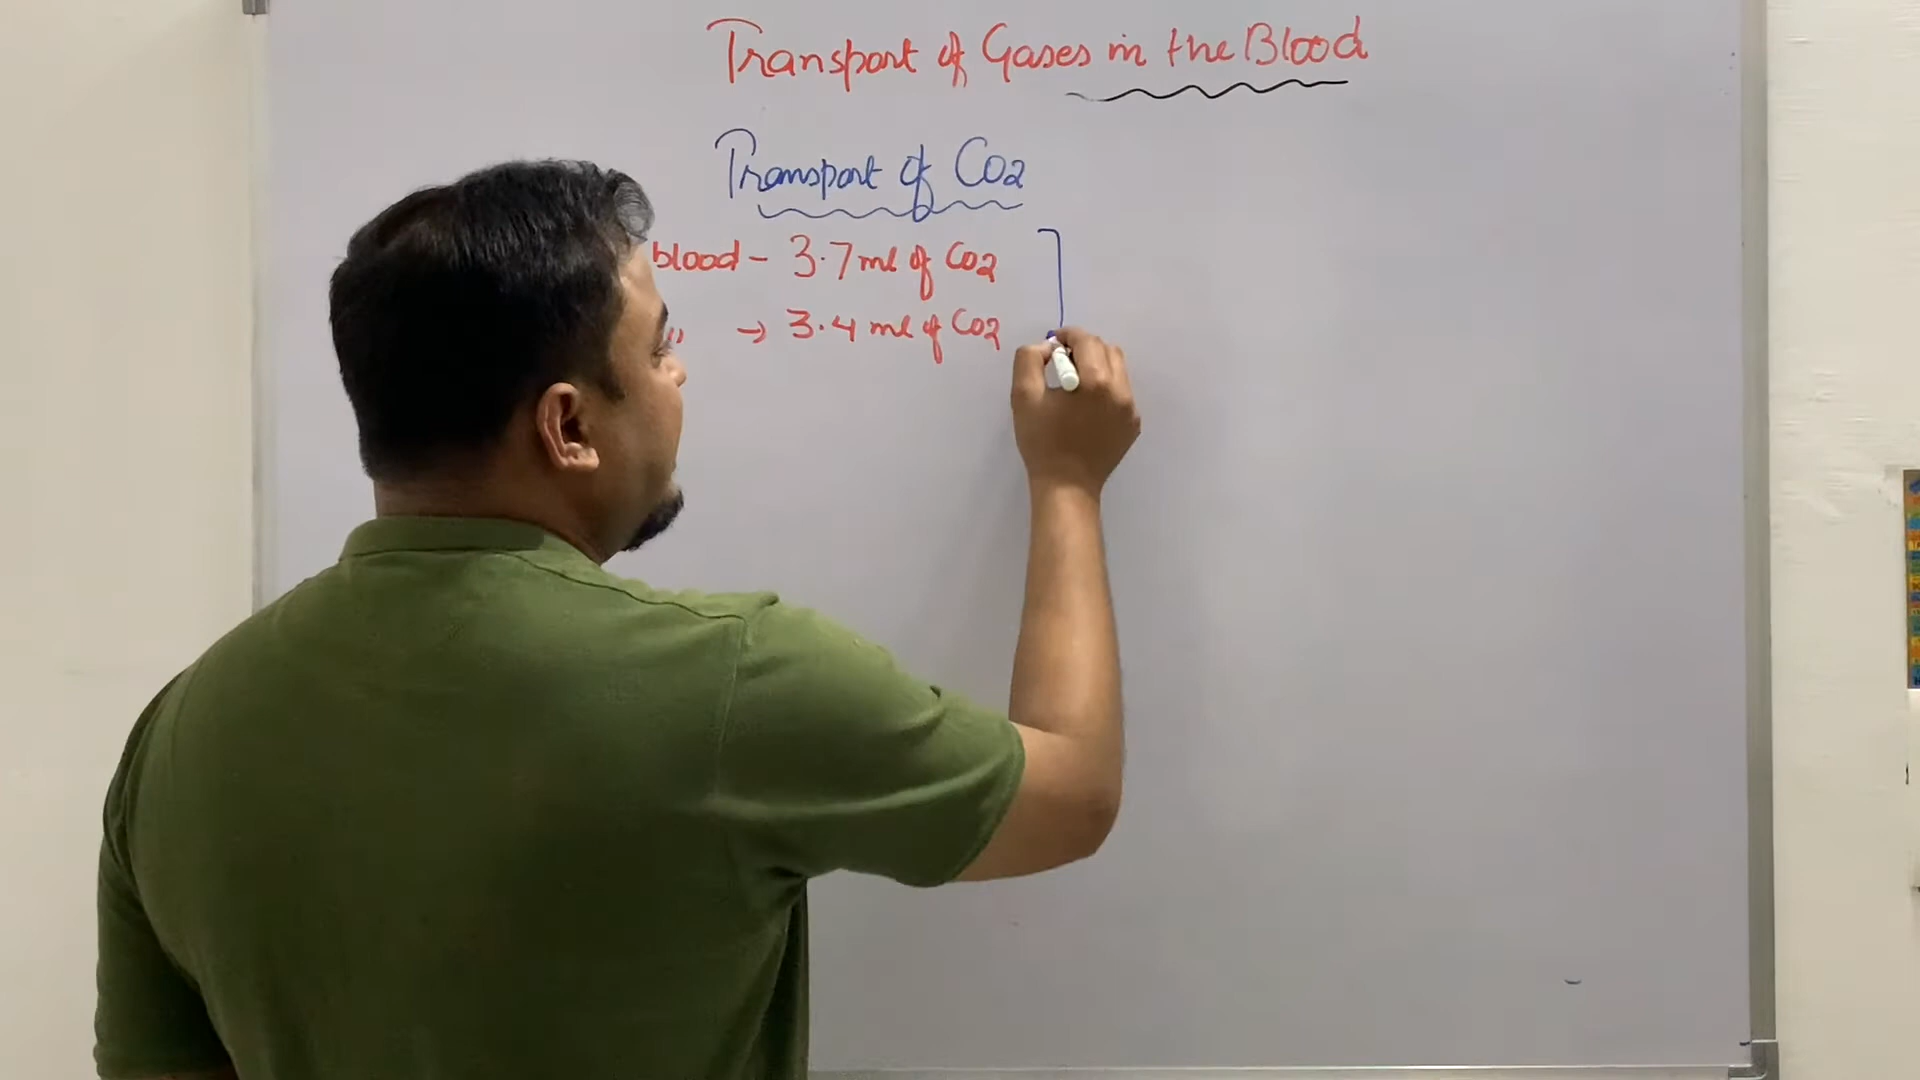 Transport of Gases in the Blood
Transport of Co2
blood - 3.7 ml of Co2
" → 3.4 ml of Co2